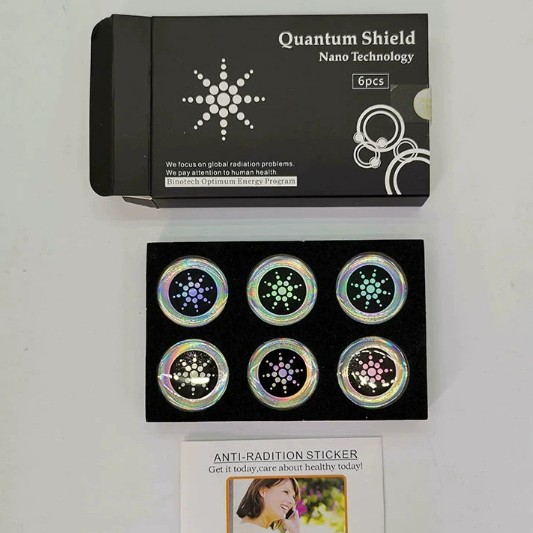 Quantum Shield
Nano Technology
6pcs
We focus on global radiation problems.
We pay attention to human health.
Binotech Optimum Energy Program
ANTI-RADITION STICKER
Get it today,care about healthy today!